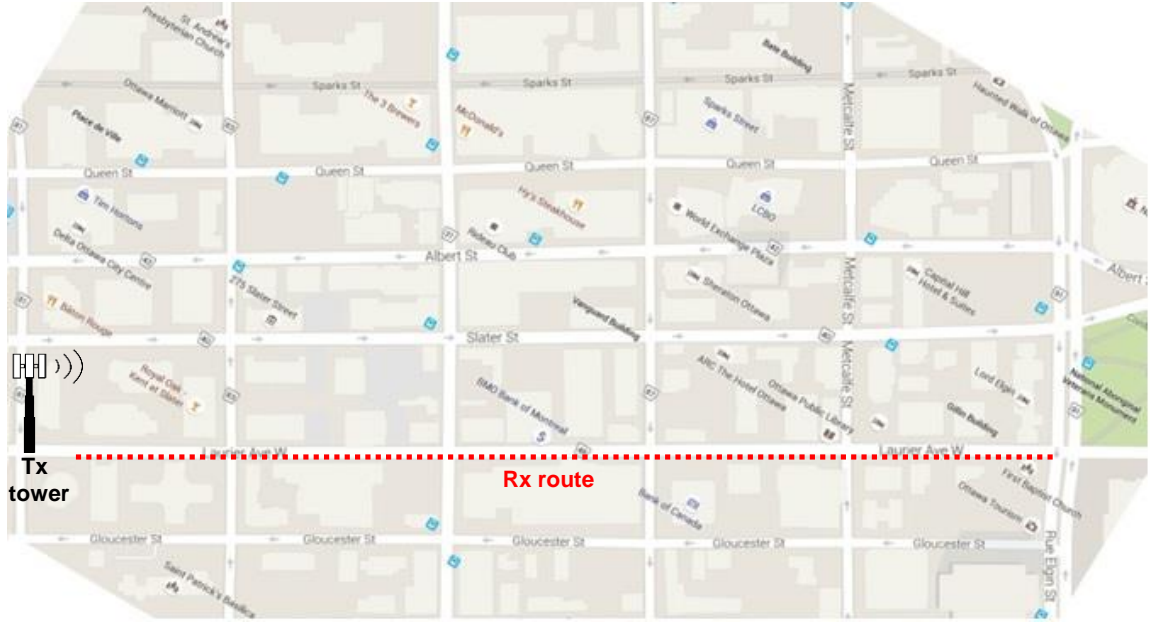 St. Andrew's
Presbyterian Church
Bate Building
Sparks St
Sparks St
Sparks St
Sparks St
Haunted Walk of Ottawa
Ottawa Marriott
The 3 Brewers
McDonald's
Sparks Street
Metcalfe St
Place de Ville
Queen St
Queen St
Queen St
Queen St
Queen St
Tim Hortons
Hy's Steakhouse
LCBO
Delta Ottawa City Centre
Rideau Club
World Exchange Plaza
Albert St
Albert
275 Slater Street
Sheraton Ottawa
Metcalfe St
Capital Hill
Hotel & Suites
Bâton Rouge
Vanguard Building
Slater St
Metcalfe St
Royal Oak -
Kent at Slater
ARC The Hotel Ottawa
Lord Elgin
National Aboriginal
Veterans Monument
BMO Bank of Montreal
Ottawa Public Library
Gillin Building
Laurier Ave W
Laurier Ave W
Tx
tower
Rx route
First Baptist Church
Bank of Canada
Ottawa Tourism
Gloucester St
Gloucester St
Gloucester St
Gloucester St
Gloucester St
Rue Elgin St
Saint Patrick's Basilica